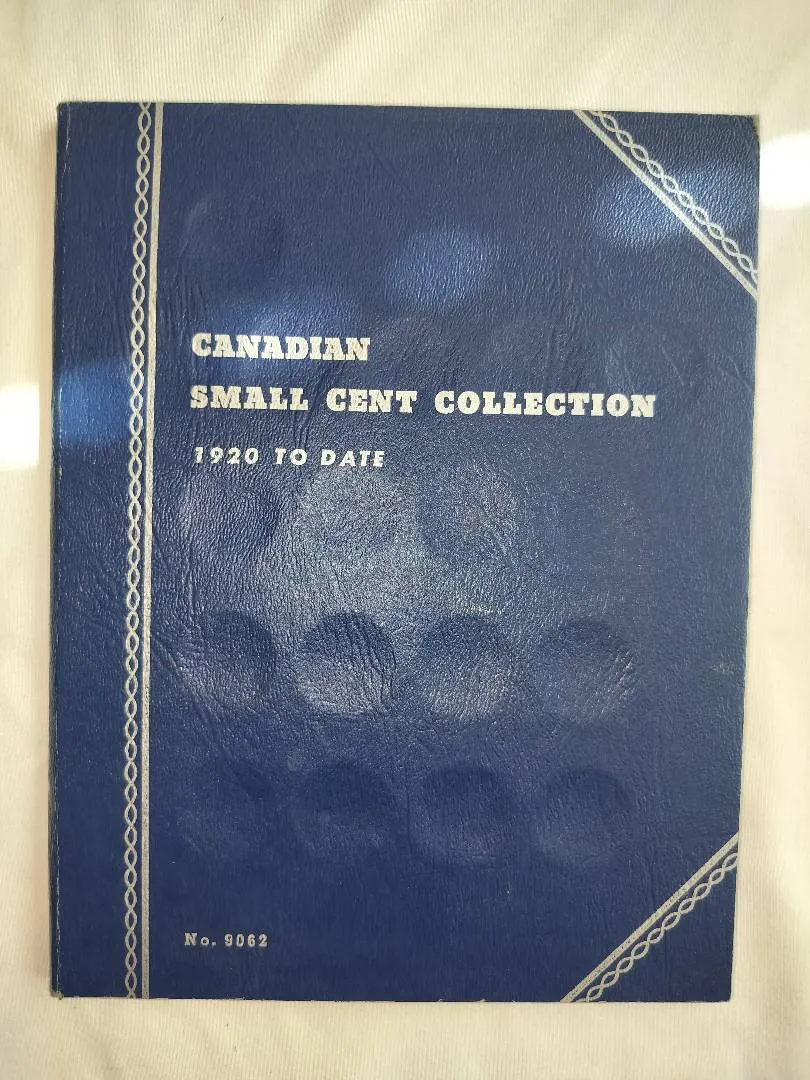 CANADIAN
SMALL CENT COLLECTION
1920 TO DATE
No. 9062